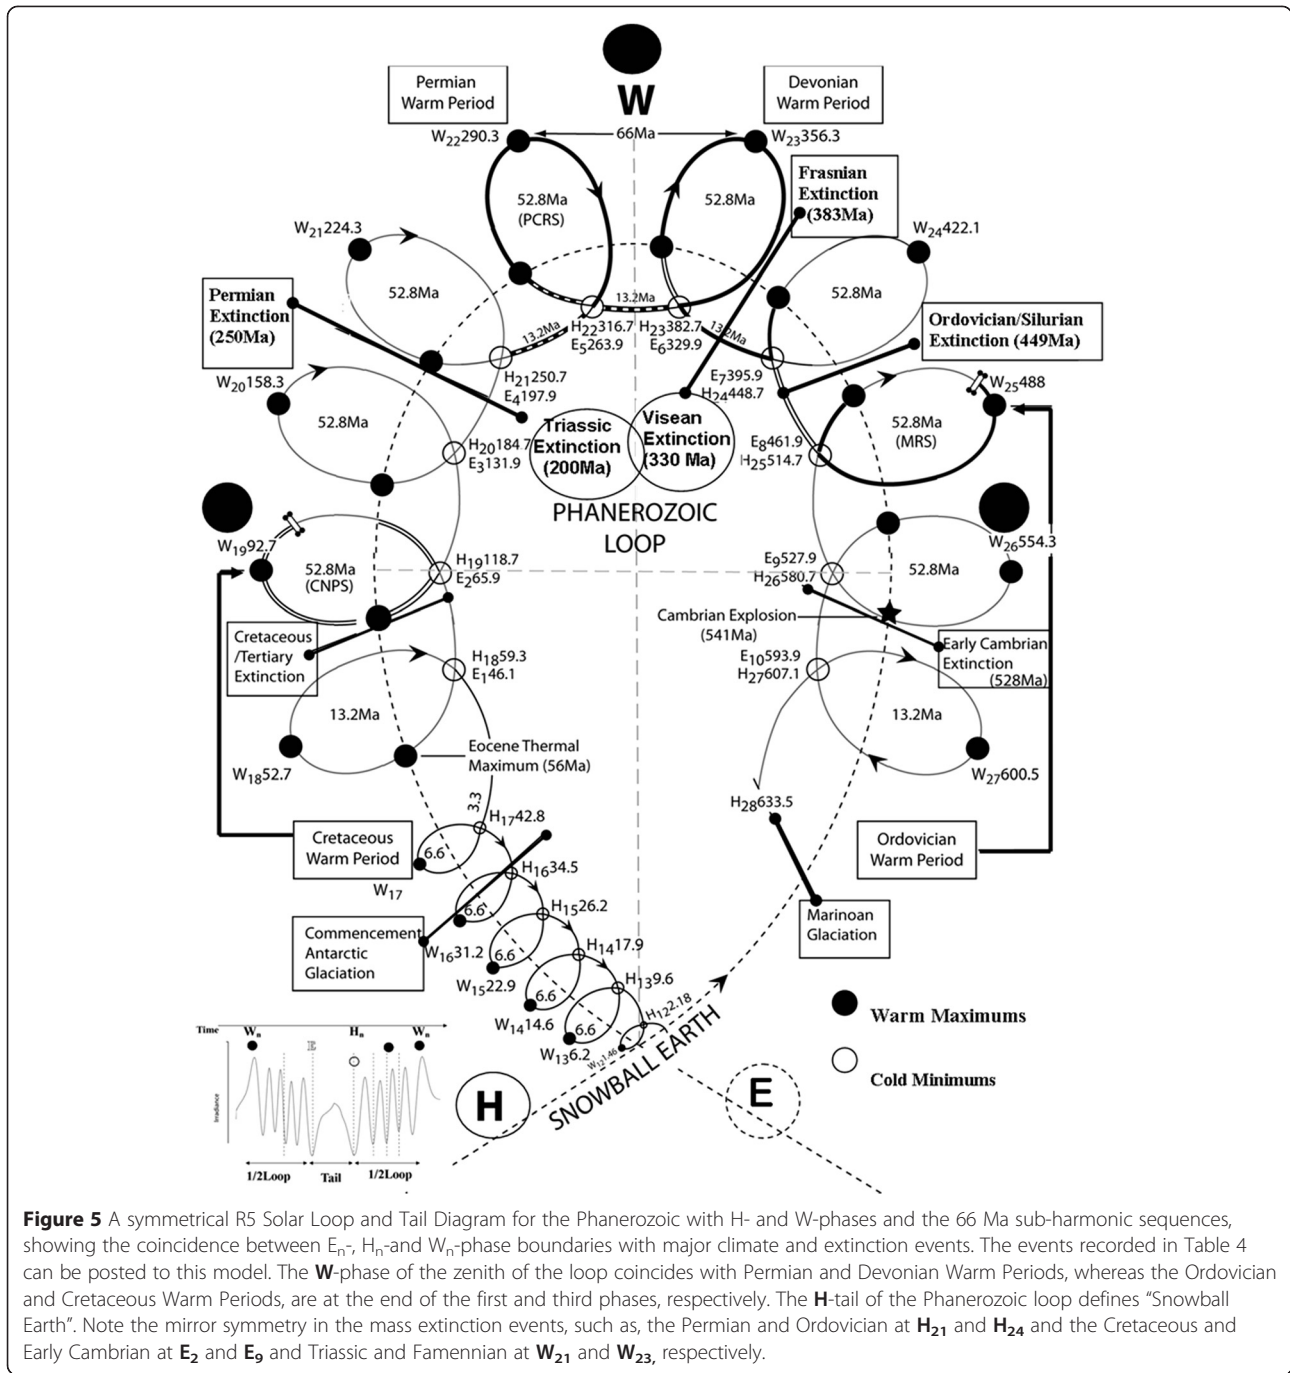 W
Permian
Warm Period
Devonian
Warm Period
W22290.3
66Ma
W23356.3
Frasnian
Extinction
(383Ma)
52.8Ma
(PCRS)
52.8Ma
W21224.3
W24422.1
52.8Ma
52.8Ma
Permian
Extinction
(250Ma)
13.2Ma
13.2Ma
13.2Ma
H22316.7
E5263.9
H23382.7
E6329.9
Ordovician/Silurian
Extinction (449Ma)
W20158.3
H21250.7
E4197.9
E7395.9
H24448.7
W25488
52.8Ma
52.8Ma
(MRS)
Triassic
Extinction
(200Ma)
Visean
Extinction
(330 Ma)
H20184.7
E3131.9
E8461.9
H25514.7
PHANEROZOIC
LOOP
W1992.7
W26554.3
52.8Ma
(CNPS)
H19118.7
E265.9
E9527.9
H26580.7
52.8Ma
Cambrian Explosion
(541Ma)
Cretaceous
/Tertiary
Extinction
Early Cambrian
Extinction
(528Ma)
H1859.3
E146.1
E10593.9
H27607.1
13.2Ma
13.2Ma
Eocene Thermal
Maximum (56Ma)
W1852.7
W27600.5
3.3
H28633.5
H1742.8
Cretaceous
Warm Period
6.6
W17
Ordovician
Warm Period
H1634.5
6.6
Commencement
Antarctic
Glaciation
W1631.2
H1526.2
Marinoan
Glaciation
6.6
W1522.9
H1417.9
6.6
W1414.6
H139.6
6.6
W136.2
H122.18
W121.46
SNOWBALL EARTH
H
E
Warm Maximums
Cold Minimums
Time
Wn
E
Hn
Wn
Irradiance
1/2Loop
Tail
1/2Loop
Figure 5 A symmetrical R5 Solar Loop and Tail Diagram for the Phanerozoic with H- and W-phases and the 66 Ma sub-harmonic sequences,
showing the coincidence between En-, Hn-and Wn-phase boundaries with major climate and extinction events. The events recorded in Table 4
can be posted to this model. The W-phase of the zenith of the loop coincides with Permian and Devonian Warm Periods, whereas the Ordovician
and Cretaceous Warm Periods, are at the end of the first and third phases, respectively. The H-tail of the Phanerozoic loop defines "Snowball
Earth". Note the mirror symmetry in the mass extinction events, such as, the Permian and Ordovician at H21 and H24 and the Cretaceous and
Early Cambrian at E2 and E9 and Triassic and Famennian at W21 and W23, respectively.